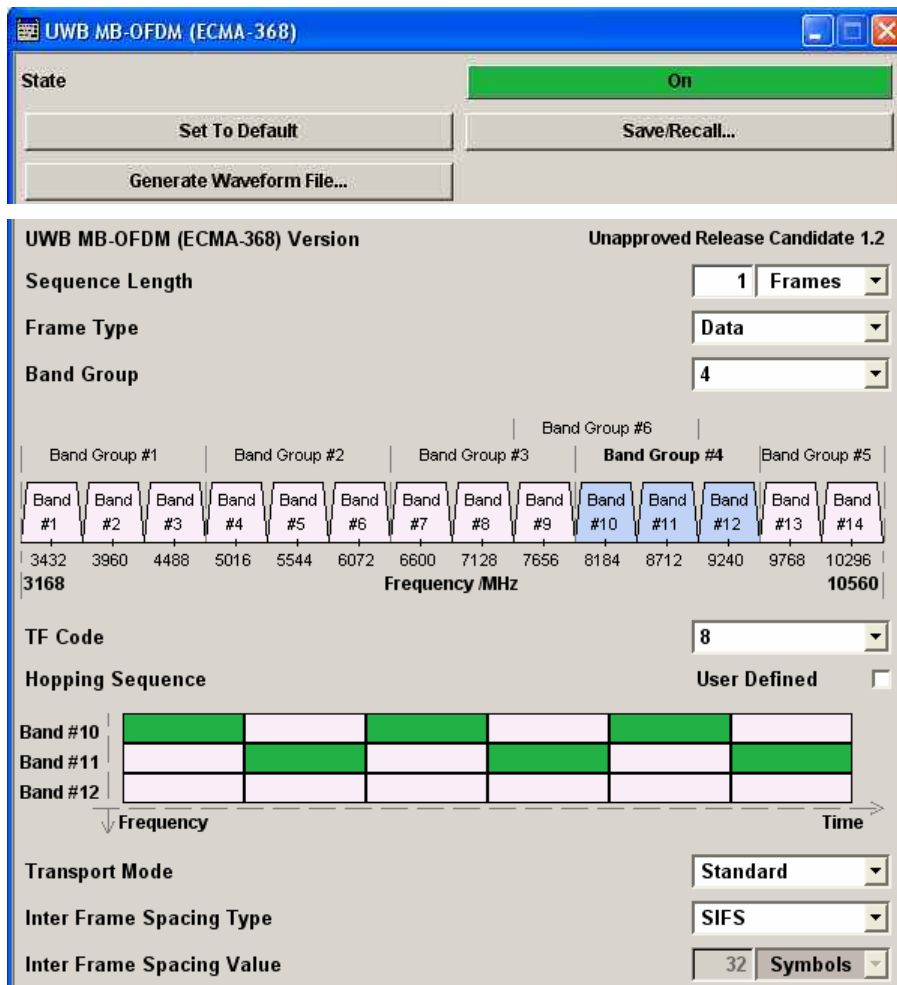 UWB MB-OFDM (ECMA-368)
State On
Set To Default Save/Recall...
Generate Waveform File...
UWB MB-OFDM (ECMA-368) Version Unapproved Release Candidate 1.2
Sequence Length 1 Frames
Frame Type Data
Band Group 4
Band Group #6
Band Group #1 Band Group #2 Band Group #3 Band Group #4 Band Group #5
Band Band Band Band Band Band Band Band Band Band Band Band Band Band
#1 #2 #3 #4 #5 #6 #7 #8 #9 #10 #11 #12 #13 #14
3432 3960 4488 5016 5544 6072 6600 7128 7656 8184 8712 9240 9768 10296
3168 Frequency /MHz 10560
TF Code 8
Hopping Sequence User Defined
Band #10
Band #11
Band #12
Frequency Time
Transport Mode Standard
Inter Frame Spacing Type SIFS
Inter Frame Spacing Value 32 Symbols